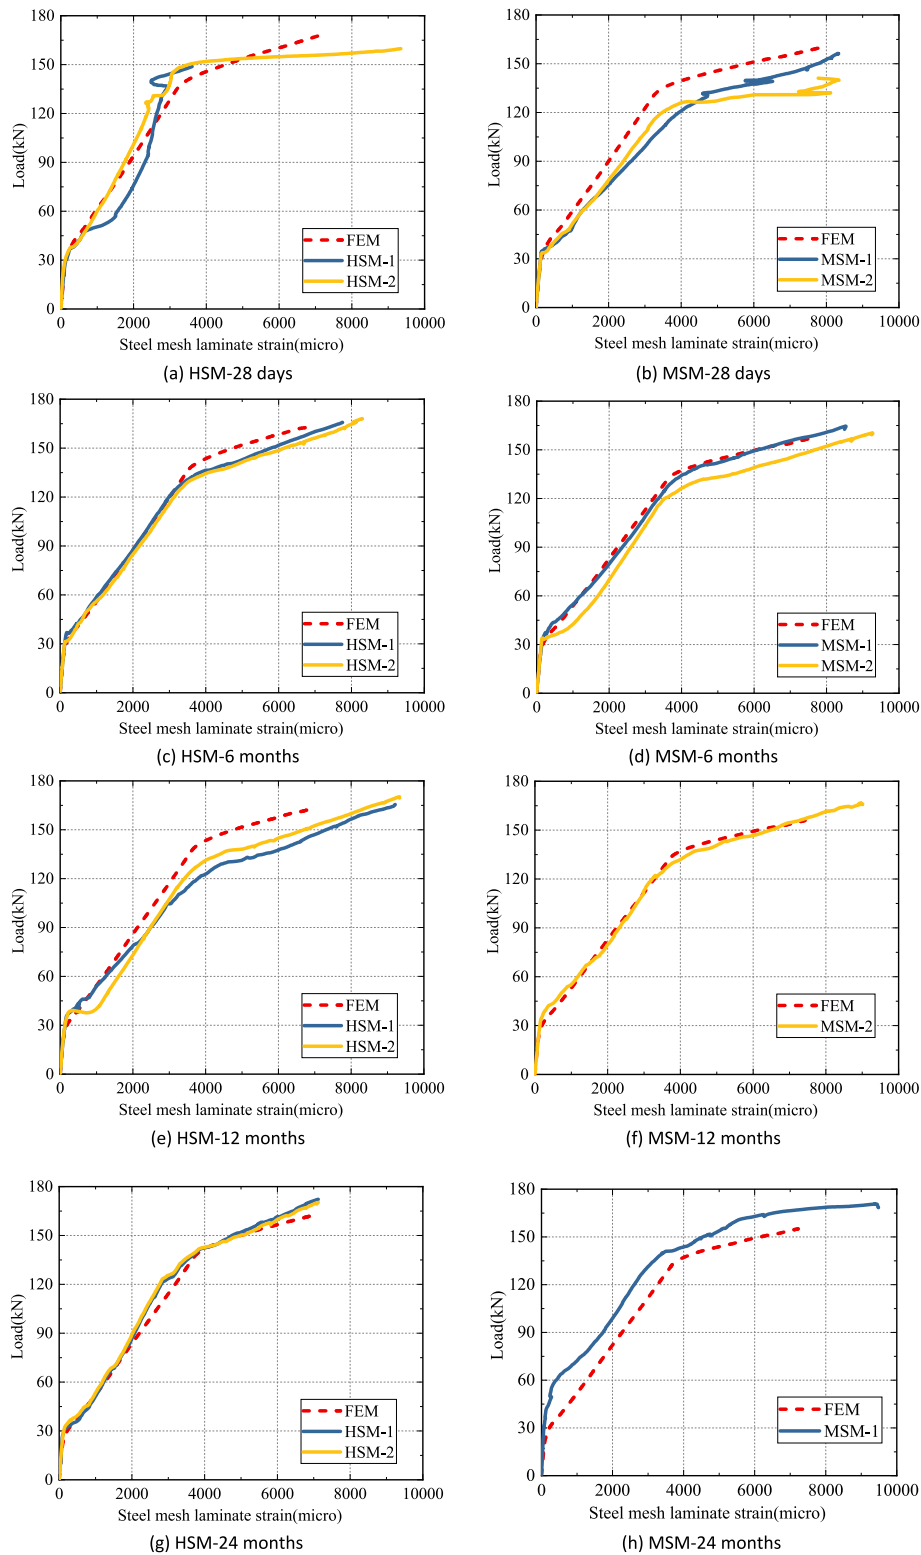 180
150
120
90
60
30
0
Load(kN)
FEM
HSM-1
HSM-2
0 2000 4000 6000 8000 10000
Steel mesh laminate strain(micro)
(a) HSM-28 days
180
150
120
90
60
30
0
Load(kN)
FEM
MSM-1
MSM-2
0 2000 4000 6000 8000 10000
Steel mesh laminate strain(micro)
(b) MSM-28 days
180
150
120
90
60
30
0
Load(kN)
FEM
HSM-1
HSM-2
0 2000 4000 6000 8000 10000
Steel mesh laminate strain(micro)
(c) HSM-6 months
180
150
120
90
60
30
0
Load(kN)
FEM
MSM-1
MSM-2
0 2000 4000 6000 8000 10000
Steel mesh laminate strain(micro)
(d) MSM-6 months
180
150
120
90
60
30
0
Load(kN)
FEM
HSM-1
HSM-2
0 2000 4000 6000 8000 10000
Steel mesh laminate strain(micro)
(e) HSM-12 months
180
150
120
90
60
30
0
Load(kN)
FEM
MSM-2
0 2000 4000 6000 8000 10000
Steel mesh laminate strain(micro)
(f) MSM-12 months
180
150
120
90
60
30
0
Load(kN)
FEM
HSM-1
HSM-2
0 2000 4000 6000 8000 10000
Steel mesh laminate strain(micro)
(g) HSM-24 months
180
150
120
90
60
30
0
Load(kN)
FEM
MSM-1
0 2000 4000 6000 8000 10000
Steel mesh laminate strain(micro)
(h) MSM-24 months